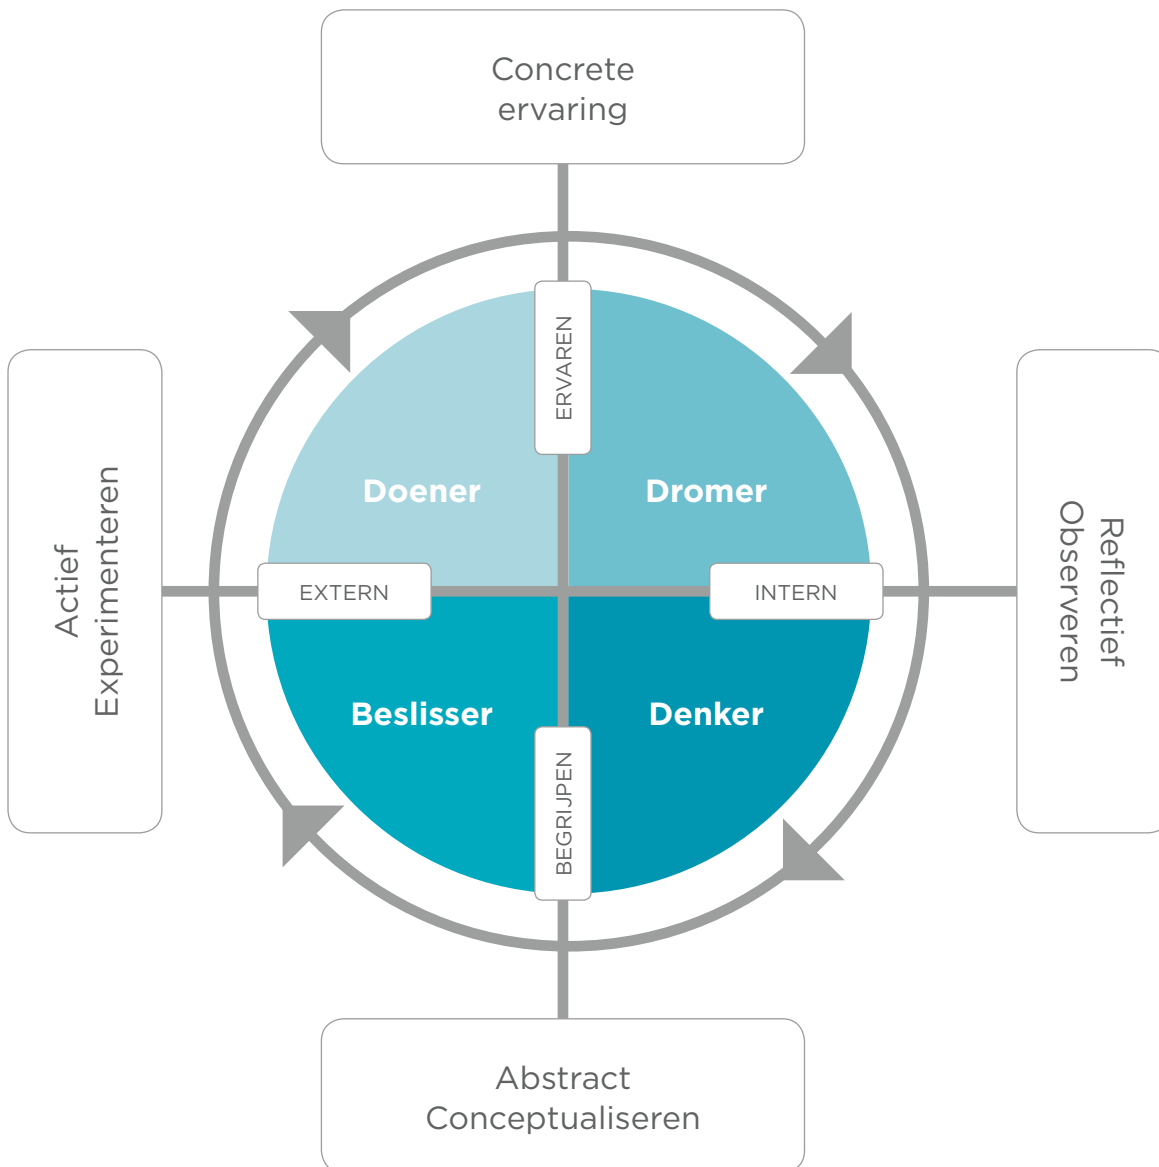 Concrete
ervaring
ERVAREN
Doener
Dromer
Actief
Experimenteren
EXTERN
INTERN
Reflectief
Observeren
Beslisser
Denker
BEGRIJPEN
Abstract
Conceptualiseren